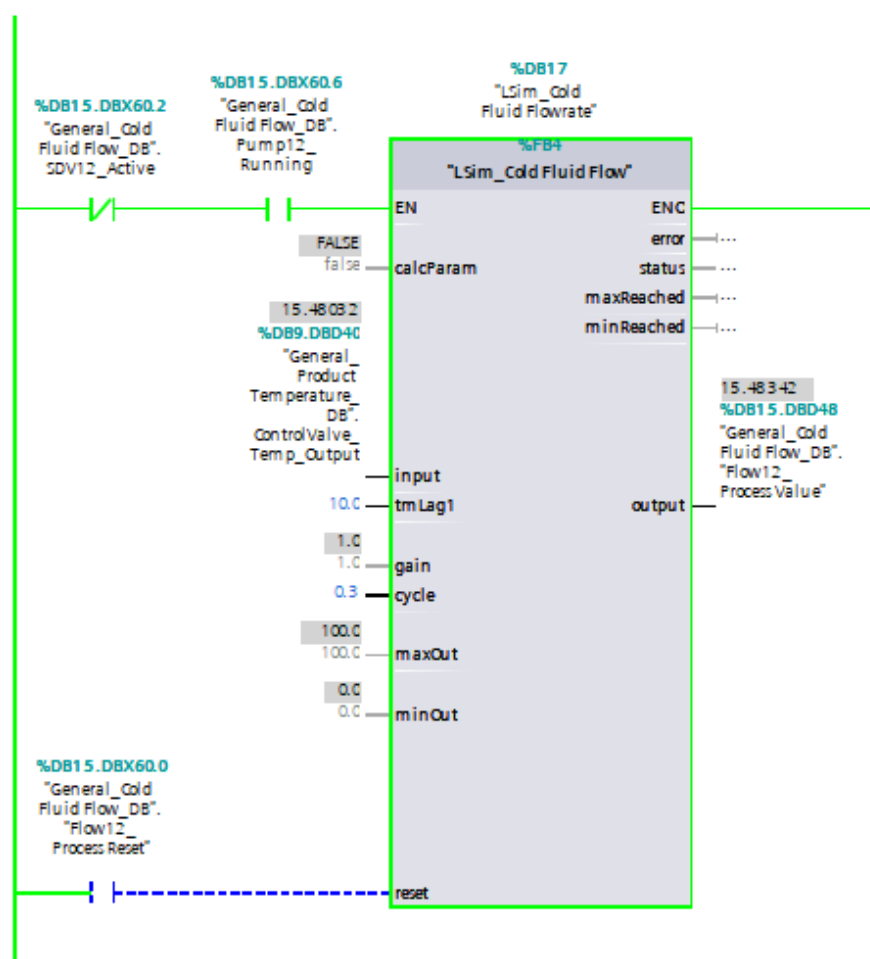 %DB17
"LSim_Cold
Fluid Flowrate"
%DB15.DBX60.2
"General_Cold
Fluid Flow_DB".
SDV12_Active
%DB15.DBX60.6
"General_Cold
Fluid Flow_DB".
Pump12_
Running
%FB4
"LSim_Cold Fluid Flow"
EN
ENO
FALSE
false
calcParam
error
...
status
...
maxReached
...
minReached
...
15.48032
%DB9.DBD40
"General_
Product
Temperature_
DB".
ControlValve_
Temp_Output
input
10.0
tmLag1
1.0
1.0
gain
0.3
cycle
100.0
100.0
maxOut
0.0
0.0
minOut
15.48342
%DB15.DBD48
"General_Cold
Fluid Flow_DB".
"Flow12_
Process Value"
output
%DB15.DBX60.0
"General_Cold
Fluid Flow_DB".
"Flow12_
Process Reset"
reset